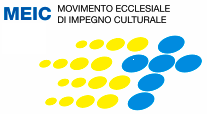 MEIC MOVIMENTO ECCLESIALE
DI IMPEGNO CULTURALE